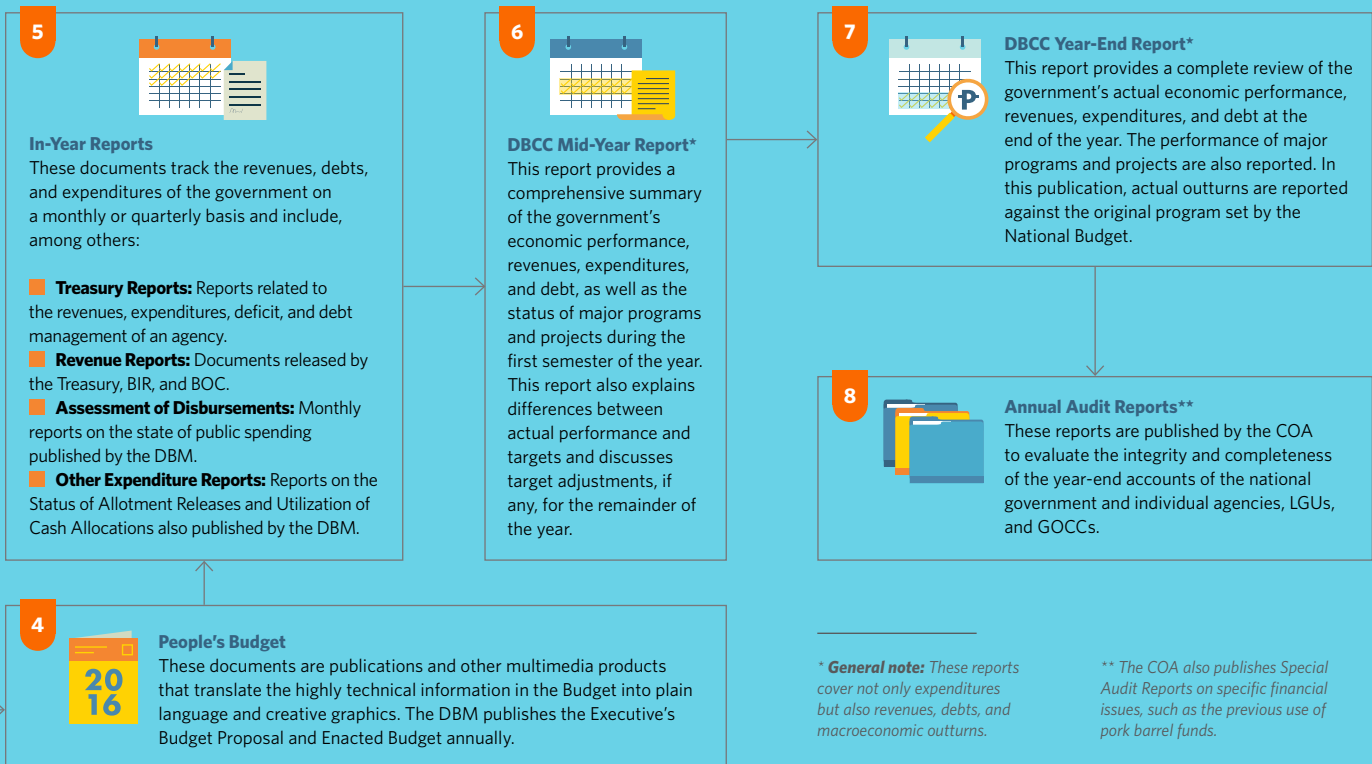 5
In-Year Reports
These documents track the revenues, debts,
and expenditures of the government on
a monthly or quarterly basis and include,
among others:
Treasury Reports: Reports related to
the revenues, expenditures, deficit, and debt
management of an agency.
Revenue Reports: Documents released by
the Treasury, BIR, and BOC.
Assessment of Disbursements: Monthly
reports on the state of public spending
published by the DBM.
Other Expenditure Reports: Reports on the
Status of Allotment Releases and Utilization of
Cash Allocations also published by the DBM.
6
DBCC Mid-Year Report*
This report provides a
comprehensive summary
of the government’s
economic performance,
revenues, expenditures,
and debt, as well as the
status of major programs
and projects during the
first semester of the year.
This report also explains
differences between
actual performance and
targets and discusses
target adjustments, if
any, for the remainder of
the year.
7
₱
DBCC Year-End Report*
This report provides a complete review of the
government’s actual economic performance,
revenues, expenditures, and debt at the
end of the year. The performance of major
programs and projects are also reported. In
this publication, actual outturns are reported
against the original program set by the
National Budget.
8
Annual Audit Reports**
These reports are published by the COA
to evaluate the integrity and completeness
of the year-end accounts of the national
government and individual agencies, LGUs,
and GOCCs.
4
20
16
People’s Budget
These documents are publications and other multimedia products
that translate the highly technical information in the Budget into plain
language and creative graphics. The DBM publishes the Executive’s
Budget Proposal and Enacted Budget annually.
* General note: These reports
cover not only expenditures
but also revenues, debts, and
macroeconomic outturns.
** The COA also publishes Special
Audit Reports on specific financial
issues, such as the previous use of
pork barrel funds.